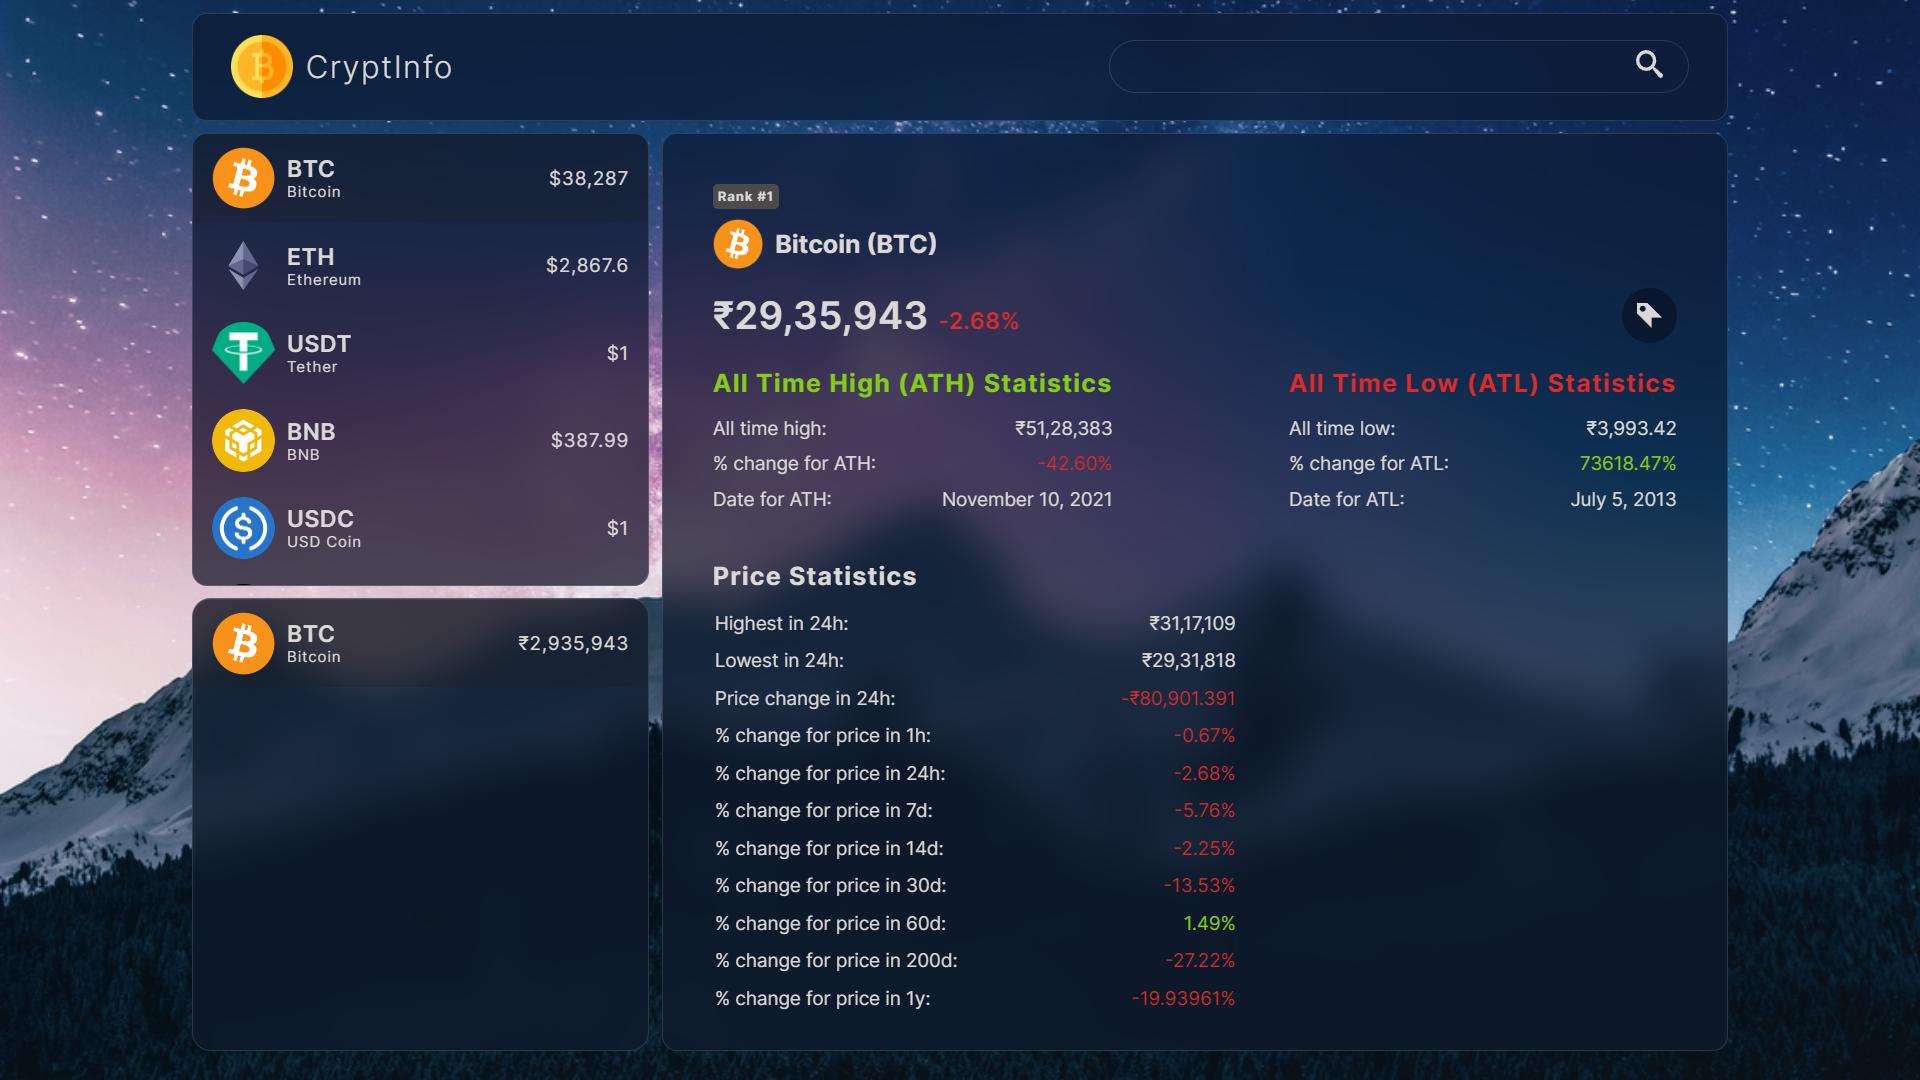 CryptInfo
BTC
Bitcoin
$38,287
ETH
Ethereum
$2,867.6
USDT
Tether
$1
BNB
BNB
$387.99
USDC
USD Coin
$1
BTC
Bitcoin
₹2,935,943
Rank #1
Bitcoin (BTC)
₹29,35,943 -2.68%
All Time High (ATH) Statistics
All time high: ₹51,28,383
% change for ATH: -42.60%
Date for ATH: November 10, 2021
All Time Low (ATL) Statistics
All time low: ₹3,993.42
% change for ATL: 73618.47%
Date for ATL: July 5, 2013
Price Statistics
Highest in 24h: ₹31,17,109
Lowest in 24h: ₹29,31,818
Price change in 24h: -₹80,901.391
% change for price in 1h: -0.67%
% change for price in 24h: -2.68%
% change for price in 7d: -5.76%
% change for price in 14d: -2.25%
% change for price in 30d: -13.53%
% change for price in 60d: 1.49%
% change for price in 200d: -27.22%
% change for price in 1y: -19.93961%